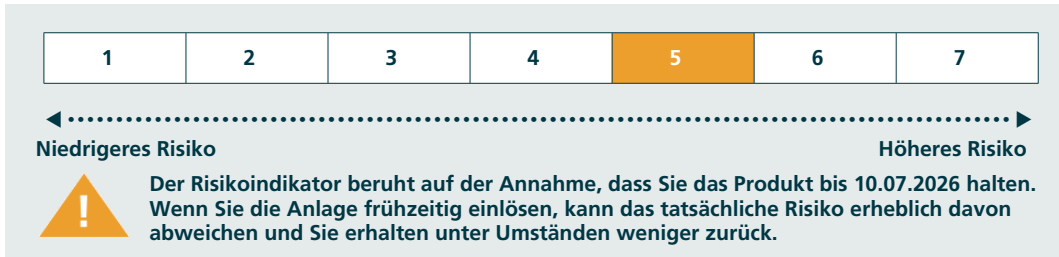 1 2 3 4 5 6 7
Niedrigeres Risiko Höheres Risiko
Der Risikoindikator beruht auf der Annahme, dass Sie das Produkt bis 10.07.2026 halten.
Wenn Sie die Anlage frühzeitig einlösen, kann das tatsächliche Risiko erheblich davon
abweichen und Sie erhalten unter Umständen weniger zurück.